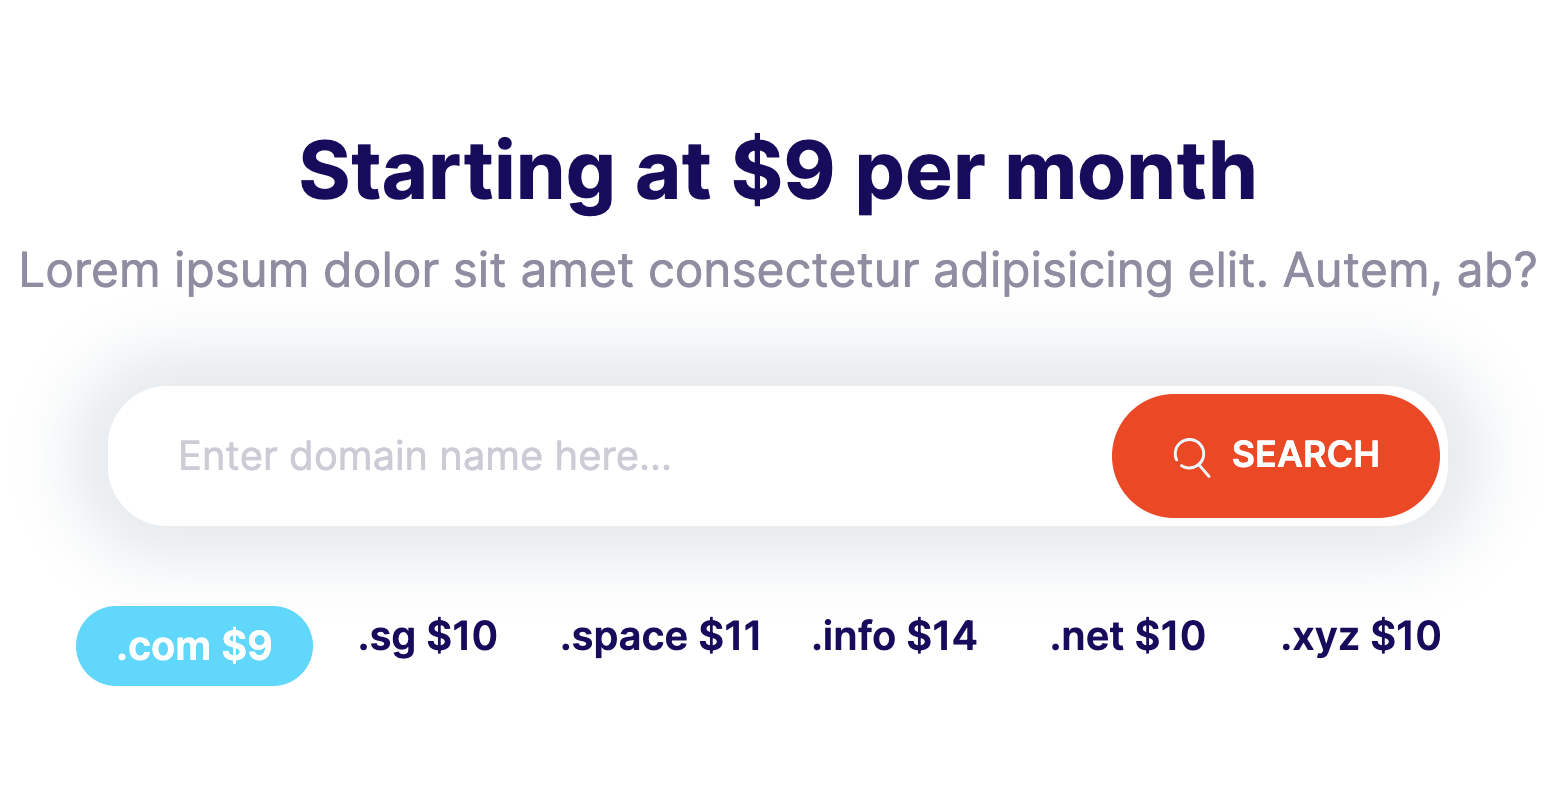 Starting at $9 per month
Lorem ipsum dolor sit amet consectetur adipisicing elit. Autem, ab?
Enter domain name here...
SEARCH
.com $9 .sg $10 .space $11 .info $14 .net $10 .xyz $10